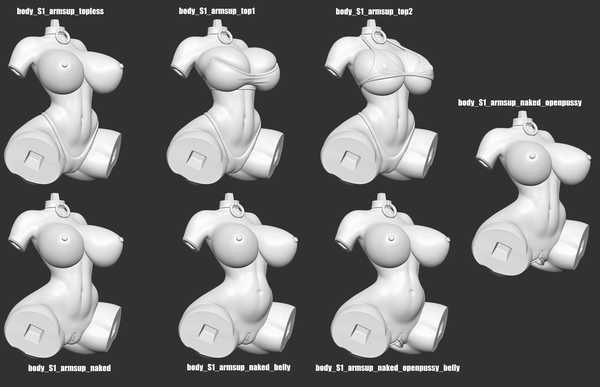 body_S1_armsup_topless
body_S1_armsup_top1
body_S1_armsup_top2
body_S1_armsup_naked_openpussy
body_S1_armsup_naked
body_S1_armsup_naked_belly
body_S1_armsup_naked_openpussy_belly